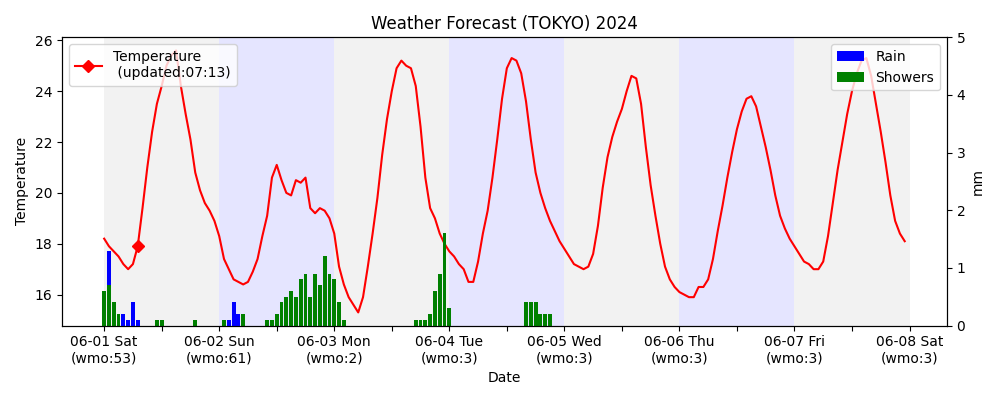 Weather Forecast (TOKYO) 2024
Temperature
(updated:07:13)
Rain
Showers
26
24
22
20
18
16
Temperature
5
4
3
2
1
0
mm
06-01 Sat
(wmo:53)
06-02 Sun
(wmo:61)
06-03 Mon
(wmo:2)
06-04 Tue
(wmo:3)
06-05 Wed
(wmo:3)
06-06 Thu
(wmo:3)
06-07 Fri
(wmo:3)
06-08 Sat
(wmo:3)
Date